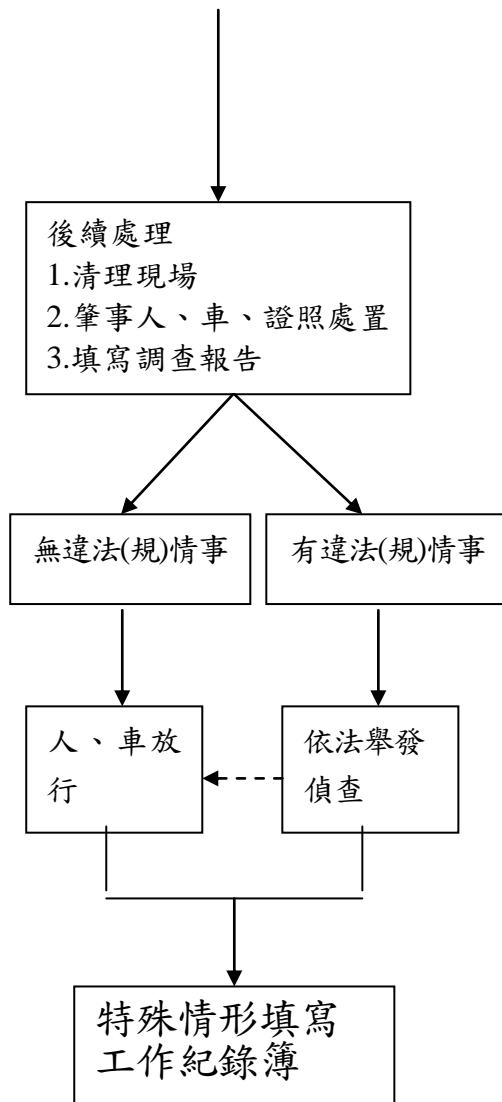 後續處理
1.清理現場
2.肇事人、車、證照處置
3.填寫調查報告
無違法(規)情事
有違法(規)情事
人、車放
行
依法舉發
偵查
特殊情形填寫
工作紀錄簿